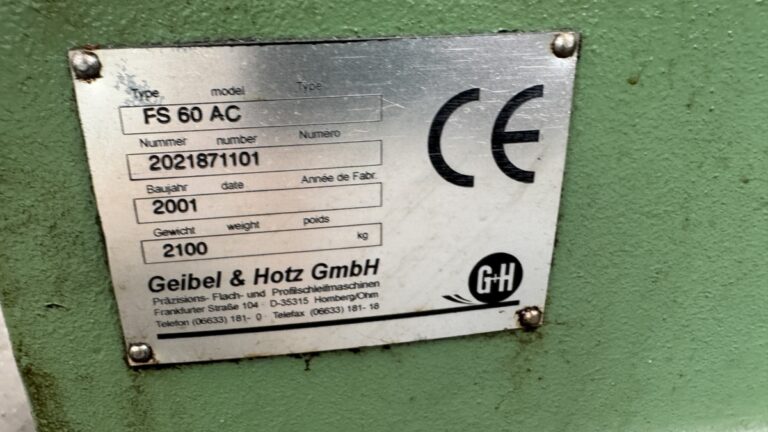 Type model Type
FS 60 AC
Nummer number Numéro
2021871101
Baujahr date Année de Fabr.
2001
Gewicht weight poids
2100 kg
CE
Geibel & Hotz GmbH
Präzisions- Flach- und Profilschleifmaschinen
Frankfurter Straße 104 · D-35315 Homberg/Ohm
Telefon (06633) 181- 0 · Telefax (06633) 181- 18
G+H